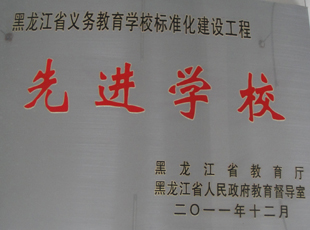 黑龙江省义务教育学校标准化建设工程
先进学校
黑龙江省教育厅
黑龙江省人民政府教育督导室
二〇一一年十二月